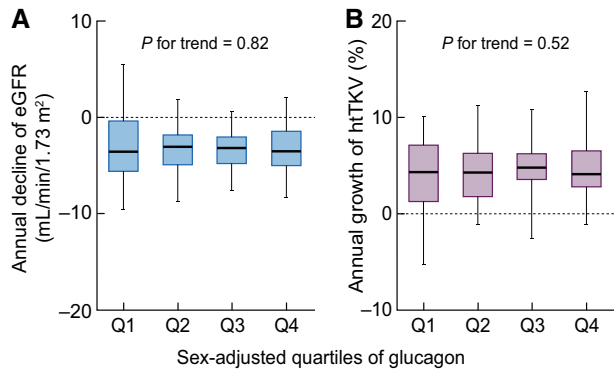 A
B
P for trend = 0.82
P for trend = 0.52
Annual decline of eGFR
(mL/min/1.73 m²)
Annual growth of htTKV (%)
10
0
–10
–20
20
10
0
–10
Q1 Q2 Q3 Q4
Q1 Q2 Q3 Q4
Sex-adjusted quartiles of glucagon